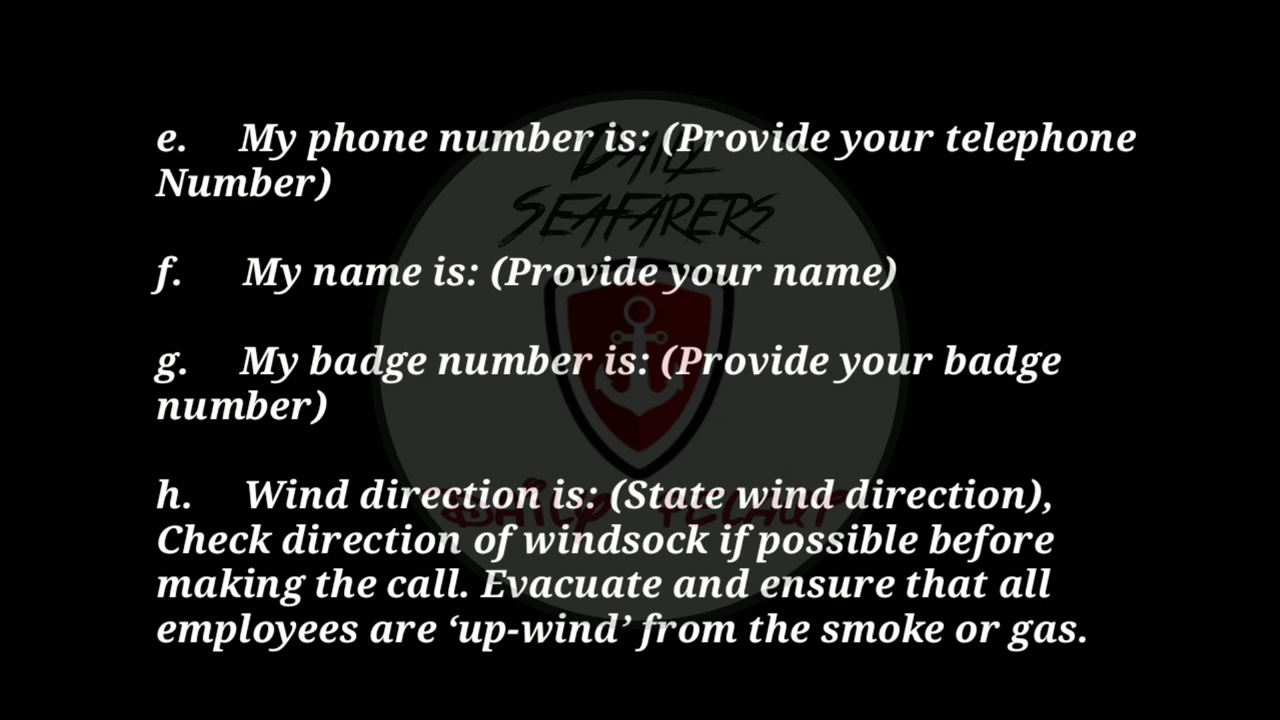 e. My phone number is: (Provide your telephone
Number)
f. My name is: (Provide your name)
g. My badge number is: (Provide your badge
number)
h. Wind direction is: (State wind direction),
Check direction of windsock if possible before
making the call. Evacuate and ensure that all
employees are ‘up-wind’ from the smoke or gas.
DAILY
SEAFARERS